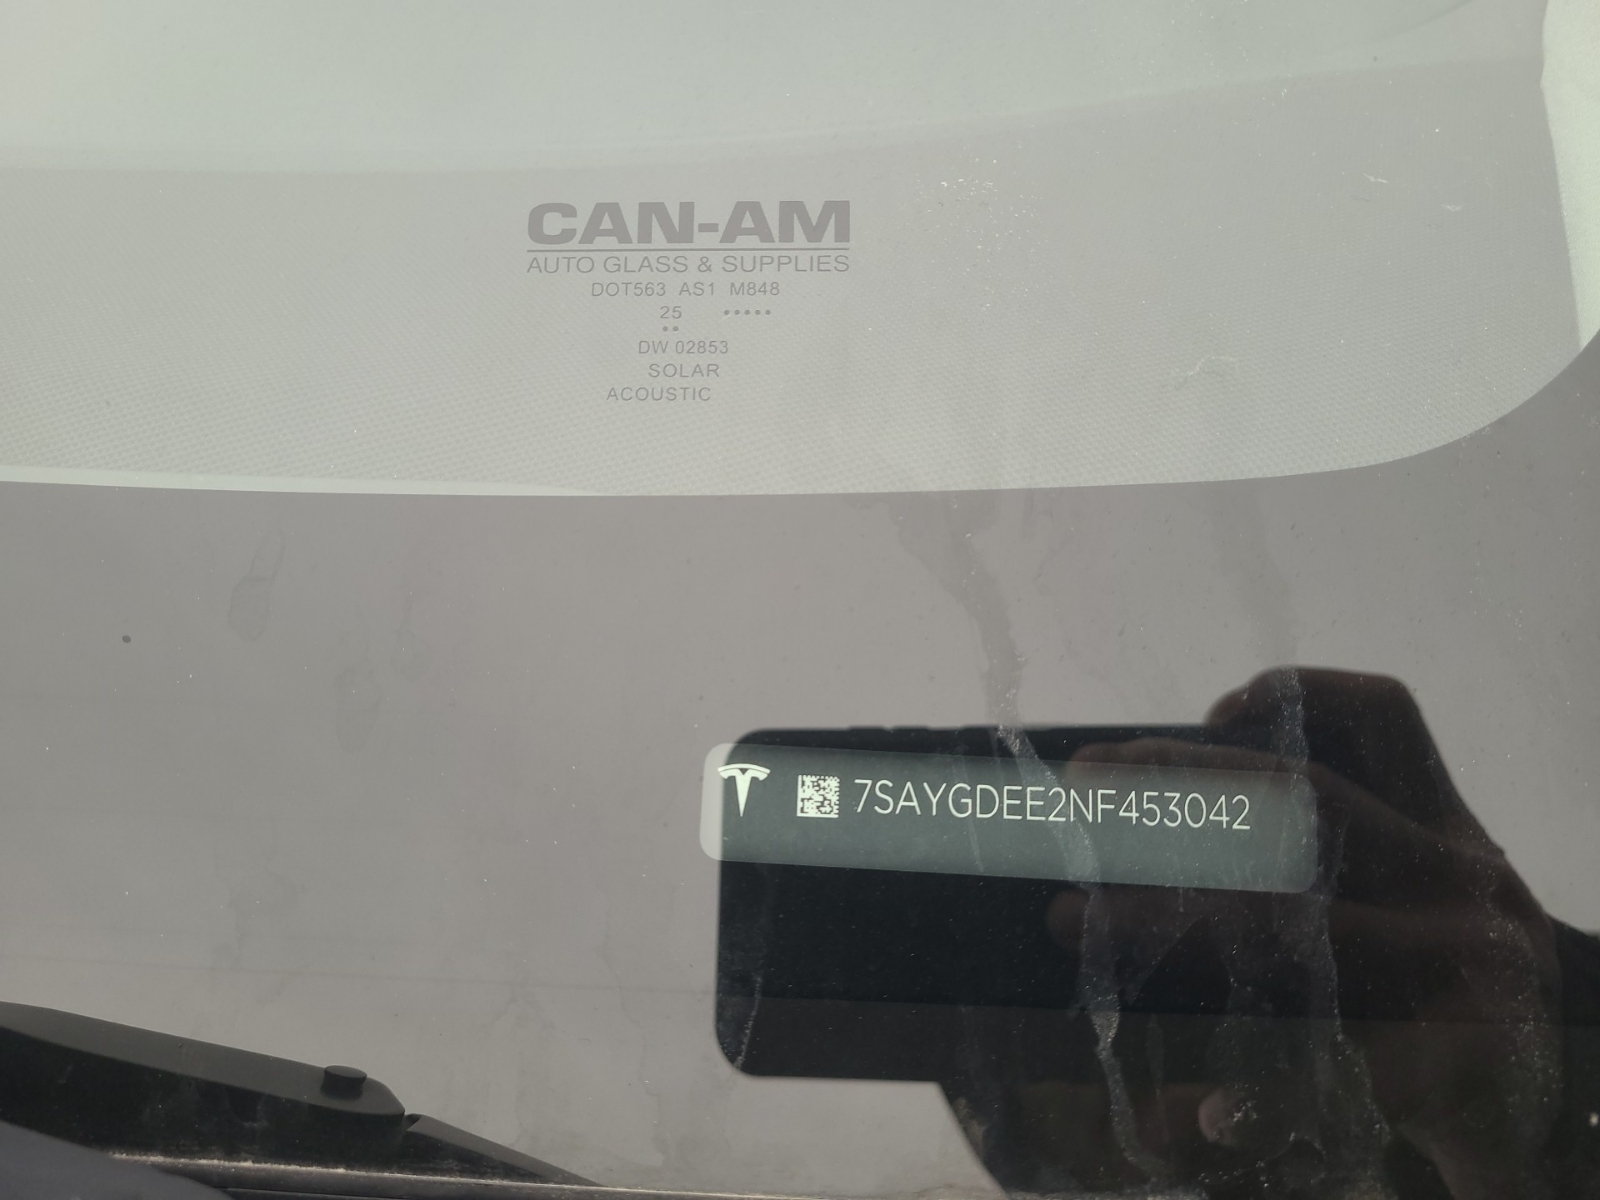 CAN-AM
AUTO GLASS & SUPPLIES
DOT563 AS1 M848
25 •••••
••
DW 02853
SOLAR
ACOUSTIC
7SAYGDEE2NF453042